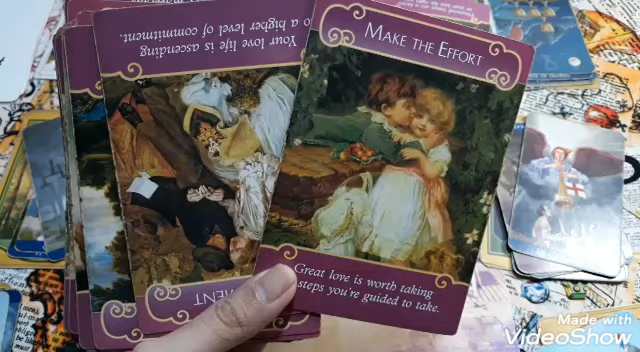 MAKE THE EFFORT
Great love is worth taking
steps you're guided to take.
Your love life is ascending
to a higher level of commitment.
MENT
Made with
VideoShow